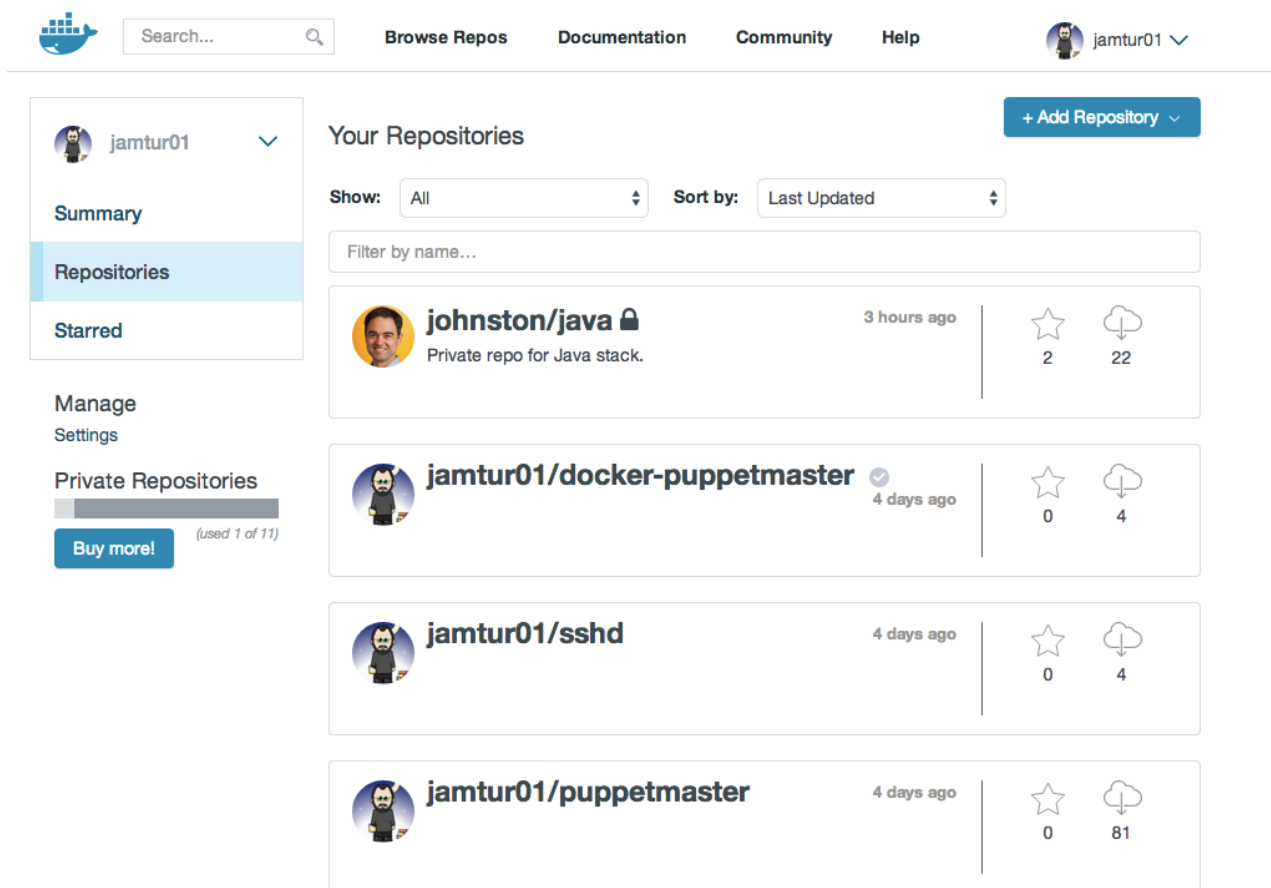 Search...
Browse Repos
Documentation
Community
Help
jamtur01
jamtur01
Summary
Repositories
Starred
Manage
Settings
Private Repositories
(used 1 of 11)
Buy more!
Your Repositories
+ Add Repository
Show: All
Sort by: Last Updated
Filter by name...
johnston/java
3 hours ago
Private repo for Java stack.
2
22
jamtur01/docker-puppetmaster
4 days ago
0
4
jamtur01/sshd
4 days ago
0
4
jamtur01/puppetmaster
4 days ago
0
81